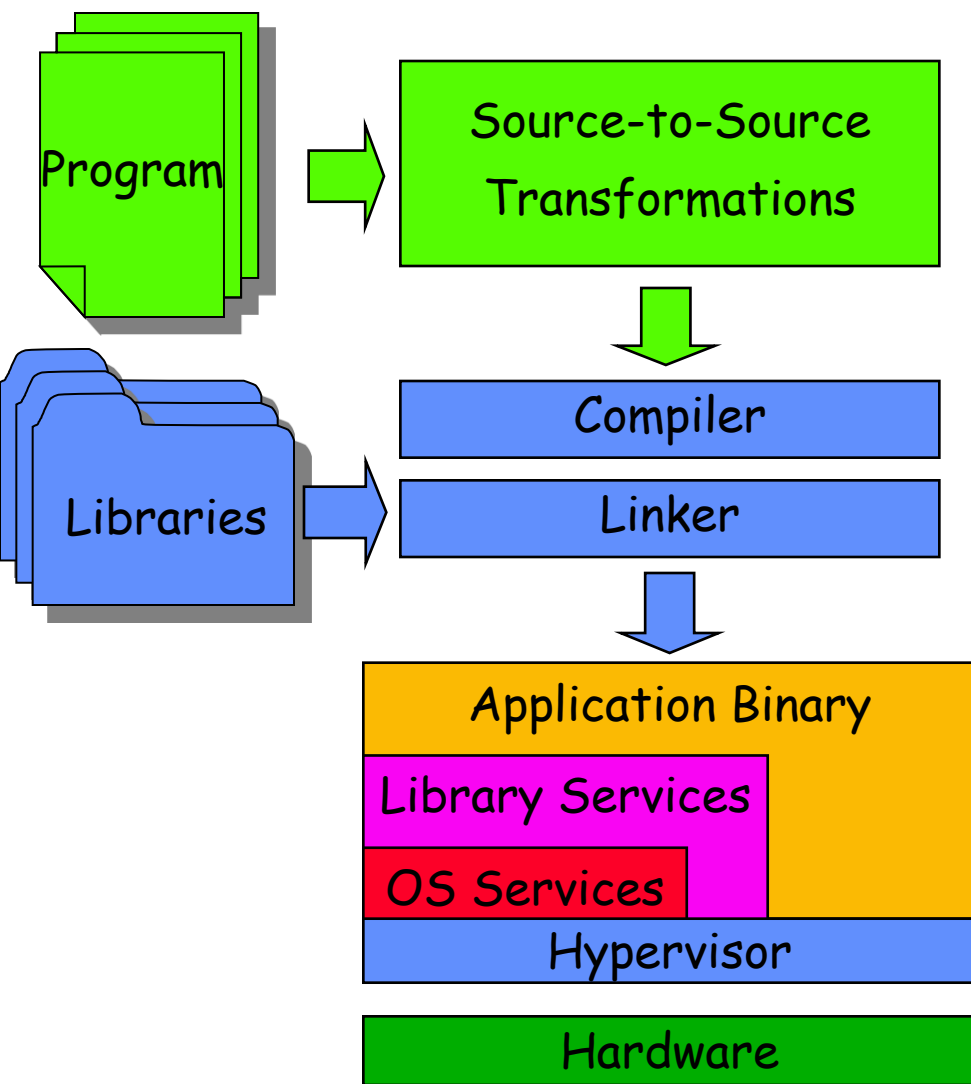 Program
Source-to-Source
Transformations
Compiler
Libraries
Linker
Application Binary
Library Services
OS Services
Hypervisor
Hardware